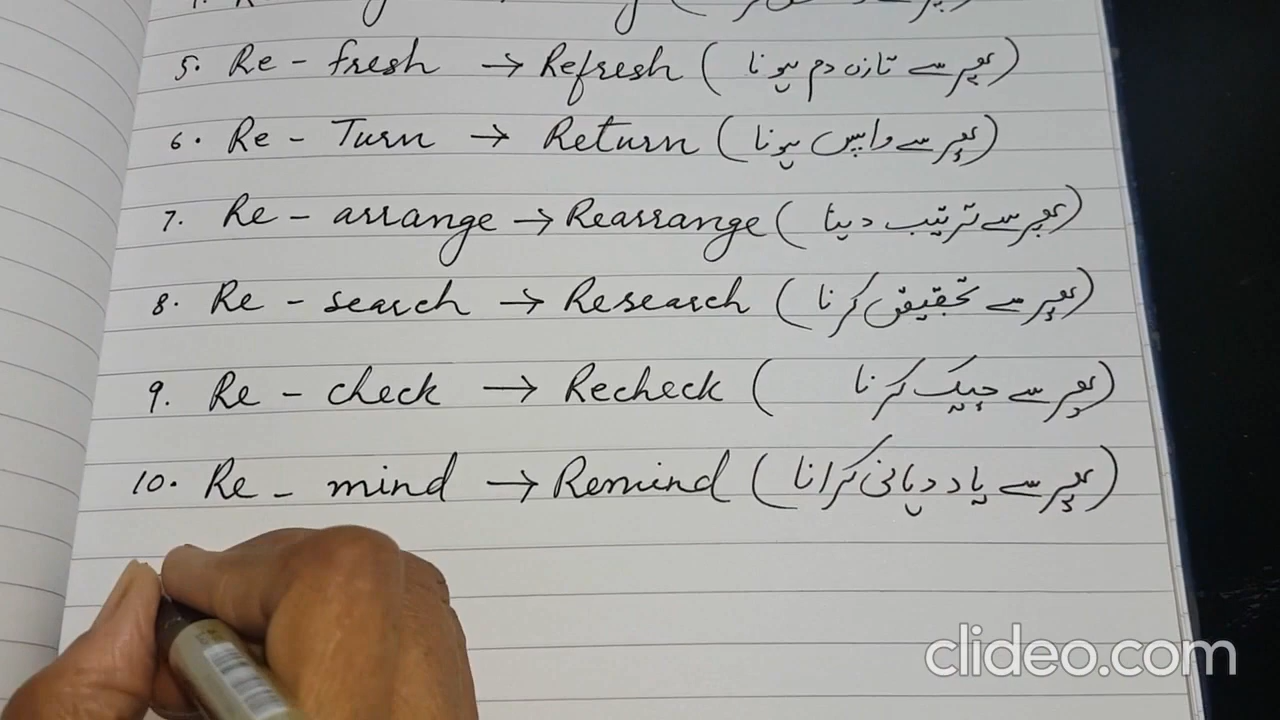 5. Re - fresh → Refresh (پھر سے تازہ دم ہونا)
6. Re - Turn → Return (پھر سے واپس ہونا)
7. Re - arrange → Rearrange (پھر سے ترتیب دینا)
8. Re - search → Research (پھر سے تحقیق کرنا)
9. Re - check → Recheck (پھر سے چیک کرنا)
10. Re - mind → Remind (پھر سے یاد دہانی کرانا)
clideo.com